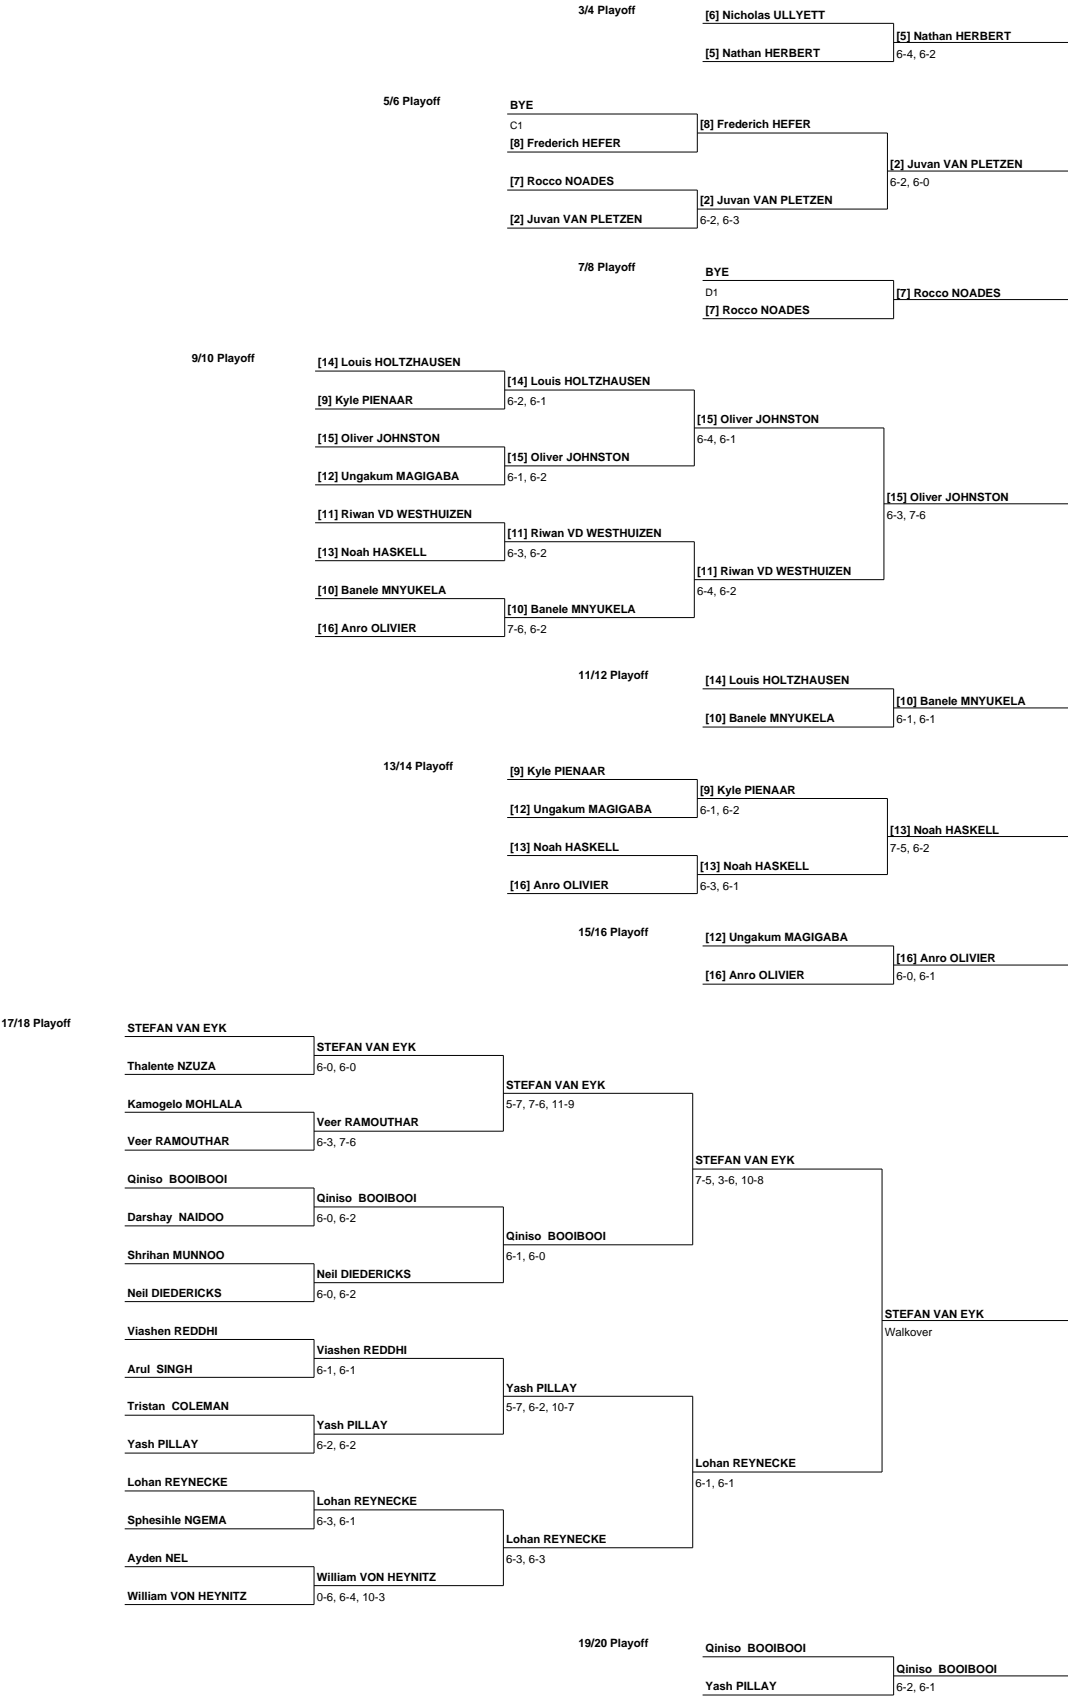 3/4 Playoff
[6] Nicholas ULLYETT
[5] Nathan HERBERT
[5] Nathan HERBERT
6-4, 6-2
5/6 Playoff
BYE
C1
[8] Frederich HEFER
[8] Frederich HEFER
[7] Rocco NOADES
[2] Juvan VAN PLETZEN
[2] Juvan VAN PLETZEN
6-2, 6-3
[2] Juvan VAN PLETZEN
6-2, 6-0
7/8 Playoff
BYE
D1
[7] Rocco NOADES
[7] Rocco NOADES
9/10 Playoff
[14] Louis HOLTZHAUSEN
[9] Kyle PIENAAR
[14] Louis HOLTZHAUSEN
6-2, 6-1
[15] Oliver JOHNSTON
[12] Ungakum MAGIGABA
[15] Oliver JOHNSTON
6-1, 6-2
[15] Oliver JOHNSTON
6-4, 6-1
[11] Riwan VD WESTHUIZEN
[13] Noah HASKELL
[11] Riwan VD WESTHUIZEN
6-3, 6-2
[10] Banele MNYUKELA
[16] Anro OLIVIER
[10] Banele MNYUKELA
7-6, 6-2
[11] Riwan VD WESTHUIZEN
6-4, 6-2
[15] Oliver JOHNSTON
6-3, 7-6
11/12 Playoff
[14] Louis HOLTZHAUSEN
[10] Banele MNYUKELA
[10] Banele MNYUKELA
6-1, 6-1
13/14 Playoff
[9] Kyle PIENAAR
[12] Ungakum MAGIGABA
[9] Kyle PIENAAR
6-1, 6-2
[13] Noah HASKELL
[16] Anro OLIVIER
[13] Noah HASKELL
6-3, 6-1
[13] Noah HASKELL
7-5, 6-2
15/16 Playoff
[12] Ungakum MAGIGABA
[16] Anro OLIVIER
[16] Anro OLIVIER
6-0, 6-1
17/18 Playoff
STEFAN VAN EYK
Thalente NZUZA
STEFAN VAN EYK
6-0, 6-0
Kamogelo MOHLALA
Veer RAMOUTHAR
Veer RAMOUTHAR
6-3, 7-6
STEFAN VAN EYK
5-7, 7-6, 11-9
Qiniso BOOIBOOI
Darshay NAIDOO
Qiniso BOOIBOOI
6-0, 6-2
Shrihan MUNNOO
Neil DIEDERICKS
Neil DIEDERICKS
6-0, 6-2
Qiniso BOOIBOOI
6-1, 6-0
STEFAN VAN EYK
7-5, 3-6, 10-8
Viashen REDDHI
Arul SINGH
Viashen REDDHI
6-1, 6-1
Tristan COLEMAN
Yash PILLAY
Yash PILLAY
6-2, 6-2
Yash PILLAY
5-7, 6-2, 10-7
Lohan REYNECKE
Sphesihle NGEMA
Lohan REYNECKE
6-3, 6-1
Ayden NEL
William VON HEYNITZ
William VON HEYNITZ
0-6, 6-4, 10-3
Lohan REYNECKE
6-3, 6-3
Lohan REYNECKE
6-1, 6-1
STEFAN VAN EYK
Walkover
19/20 Playoff
Qiniso BOOIBOOI
Yash PILLAY
Qiniso BOOIBOOI
6-2, 6-1